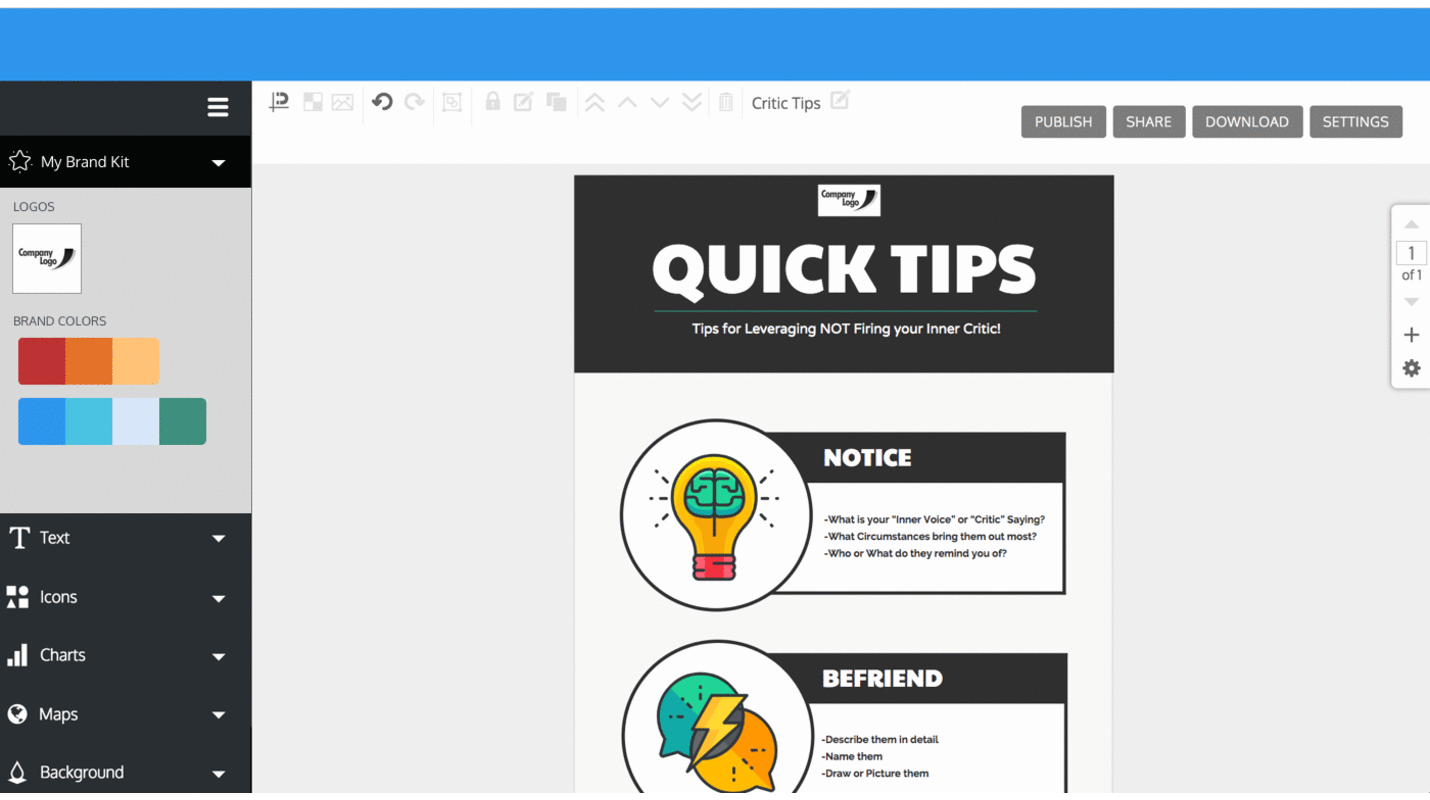 Critic Tips
PUBLISH
SHARE
DOWNLOAD
SETTINGS
My Brand Kit
LOGOS
Company
Logo
BRAND COLORS
Text
Icons
Charts
Maps
Background
Company
Logo
QUICK TIPS
Tips for Leveraging NOT Firing your Inner Critic!
NOTICE
-What is your "Inner Voice" or "Critic" Saying?
-What Circumstances bring them out most?
-Who or What do they remind you of?
BEFRIEND
-Describe them in detail
-Name them
-Draw or Picture them
1
of 1